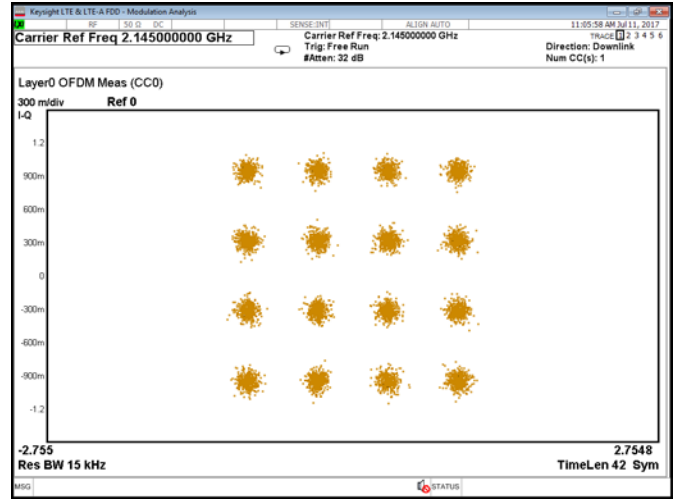 Keysight LTE & LTE-A FDD - Modulation Analysis
LXI RF 50 Ω DC SENSE:INT ALIGN AUTO 11:05:58 AM Jul 11, 2017
Carrier Ref Freq 2.145000000 GHz
Carrier Ref Freq: 2.145000000 GHz
Trig: Free Run
#Atten: 32 dB
TRACE 1 2 3 4 5 6
Direction: Downlink
Num CC(s): 1
Layer0 OFDM Meas (CC0)
300 m/div Ref 0
I-Q
1.2
900m
600m
300m
0
-300m
-600m
-900m
-1.2
-2.755 2.7548
Res BW 15 kHz TimeLen 42 Sym
MSG STATUS